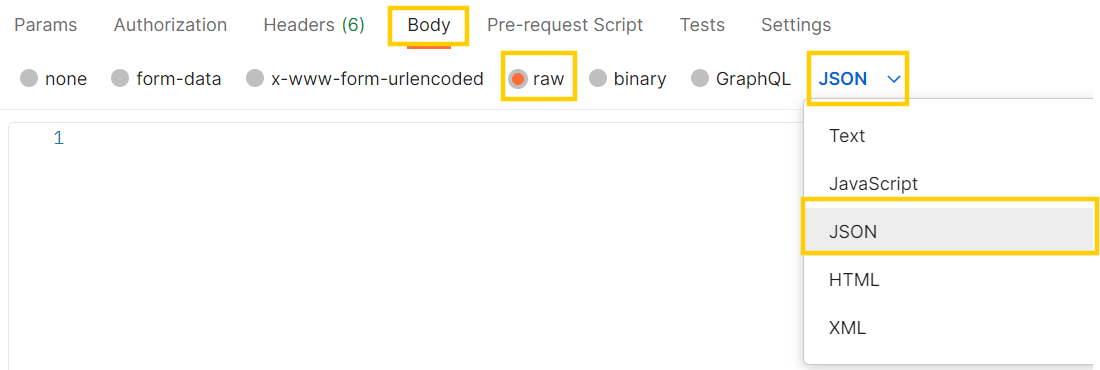 Params Authorization Headers (6) Body Pre-request Script Tests Settings
none form-data x-www-form-urlencoded raw binary GraphQL JSON
1
Text
JavaScript
JSON
HTML
XML